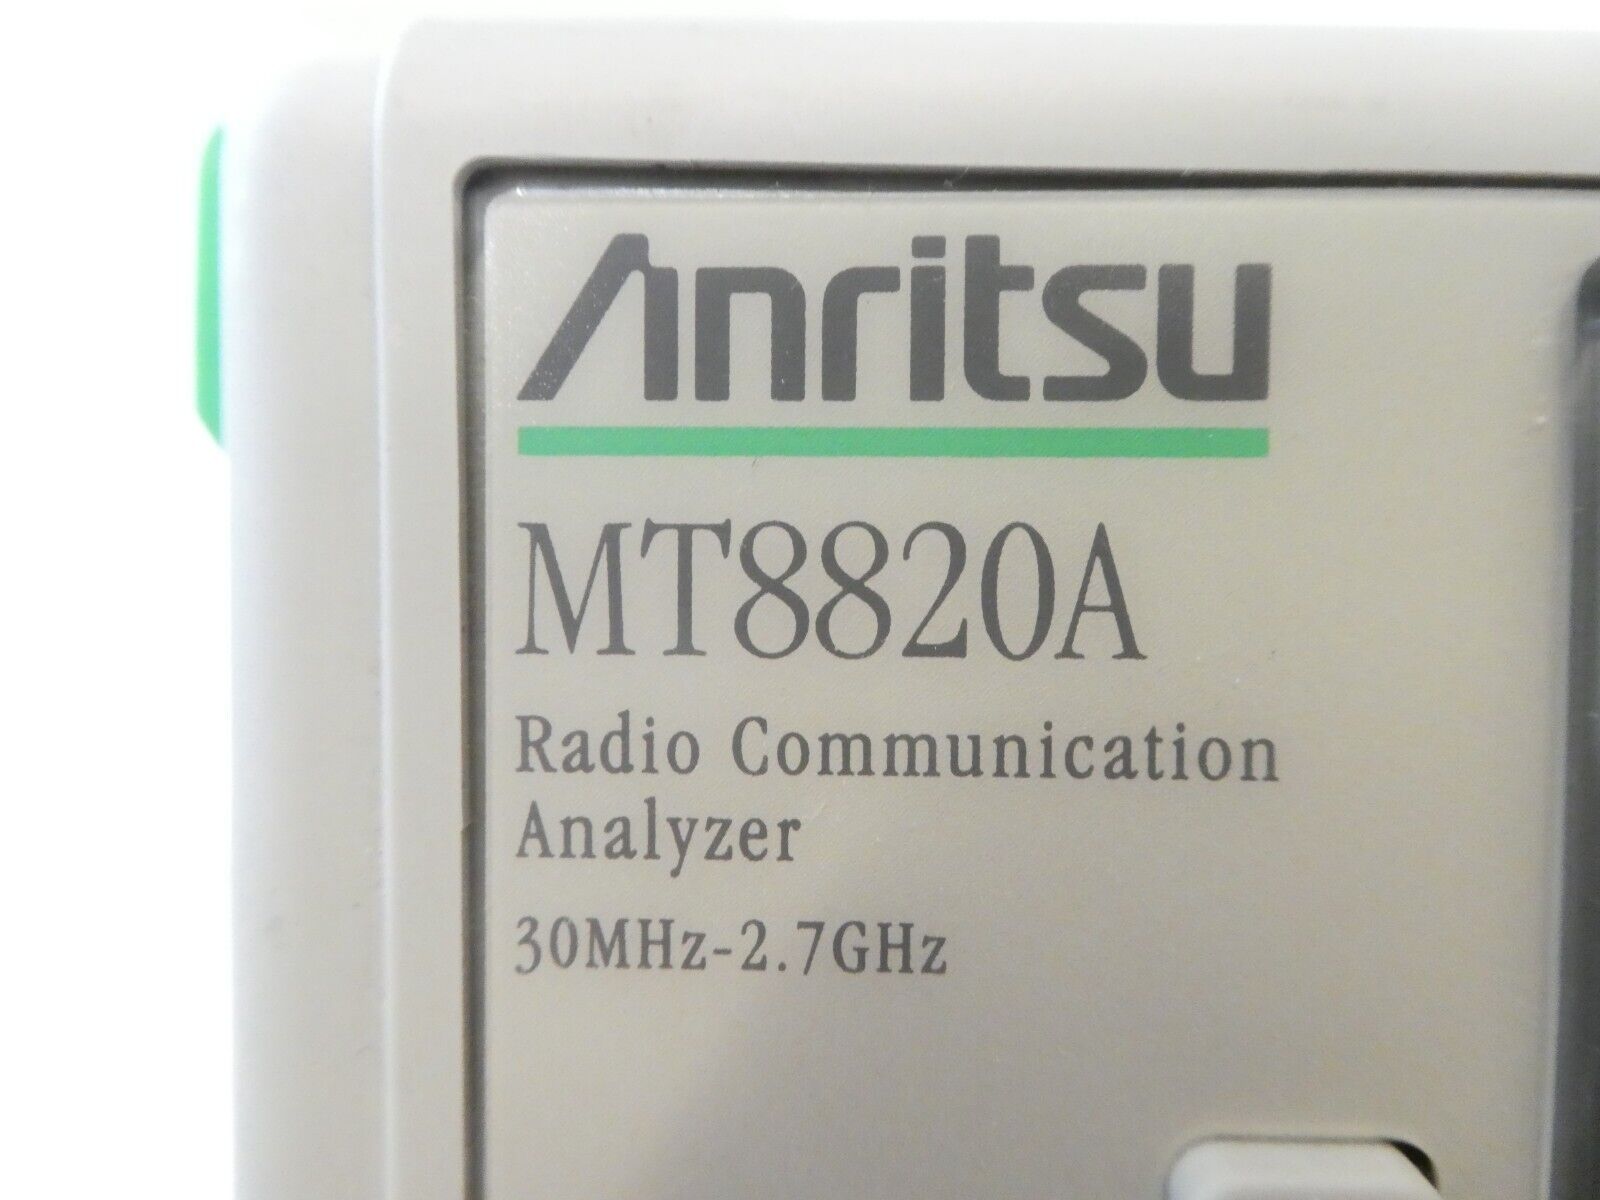 Anritsu
MT8820A
Radio Communication
Analyzer
30MHz-2.7GHz